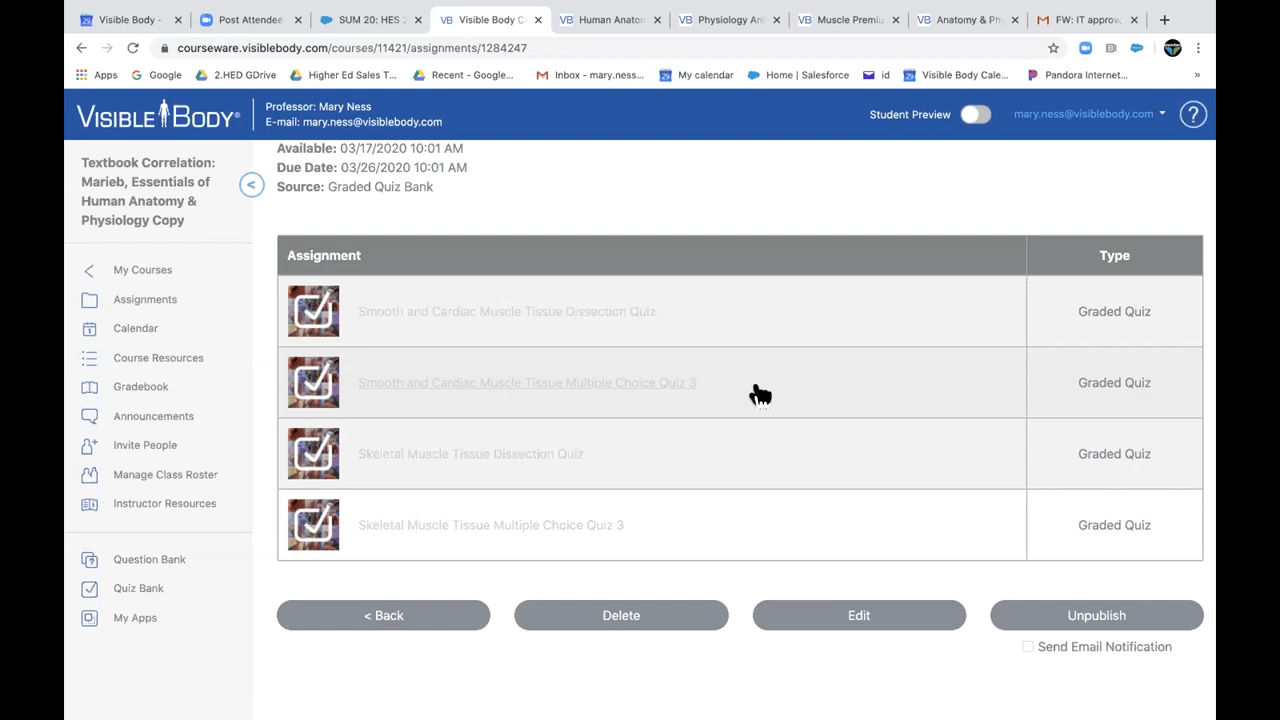 Visible Body -
Post Attendee
SUM 20: HES 2
Visible Body C
Human Anaton
Physiology An
Muscle Premiu
Anatomy & Ph
FW: IT approv
courseware.visiblebody.com/courses/11421/assignments/1284247
Apps
Google
2.HED GDrive
Higher Ed Sales T...
Recent - Google...
Inbox - mary.ness...
My calendar
Home | Salesforce
id
Visible Body Cale...
Pandora Internet...
»
VISIBLE BODY®
Professor: Mary Ness
E-mail: mary.ness@visiblebody.com
Student Preview
mary.ness@visiblebody.com
?
Textbook Correlation:
Marieb, Essentials of
Human Anatomy &
Physiology Copy
<
My Courses
Assignments
Calendar
Course Resources
Gradebook
Announcements
Invite People
Manage Class Roster
Instructor Resources
Question Bank
Quiz Bank
My Apps
Available: 03/17/2020 10:01 AM
Due Date: 03/26/2020 10:01 AM
Source: Graded Quiz Bank
Assignment Type
Smooth and Cardiac Muscle Tissue Dissection Quiz Graded Quiz
Smooth and Cardiac Muscle Tissue Multiple Choice Quiz 3 Graded Quiz
Skeletal Muscle Tissue Dissection Quiz Graded Quiz
Skeletal Muscle Tissue Multiple Choice Quiz 3 Graded Quiz
< Back
Delete
Edit
Unpublish
Send Email Notification